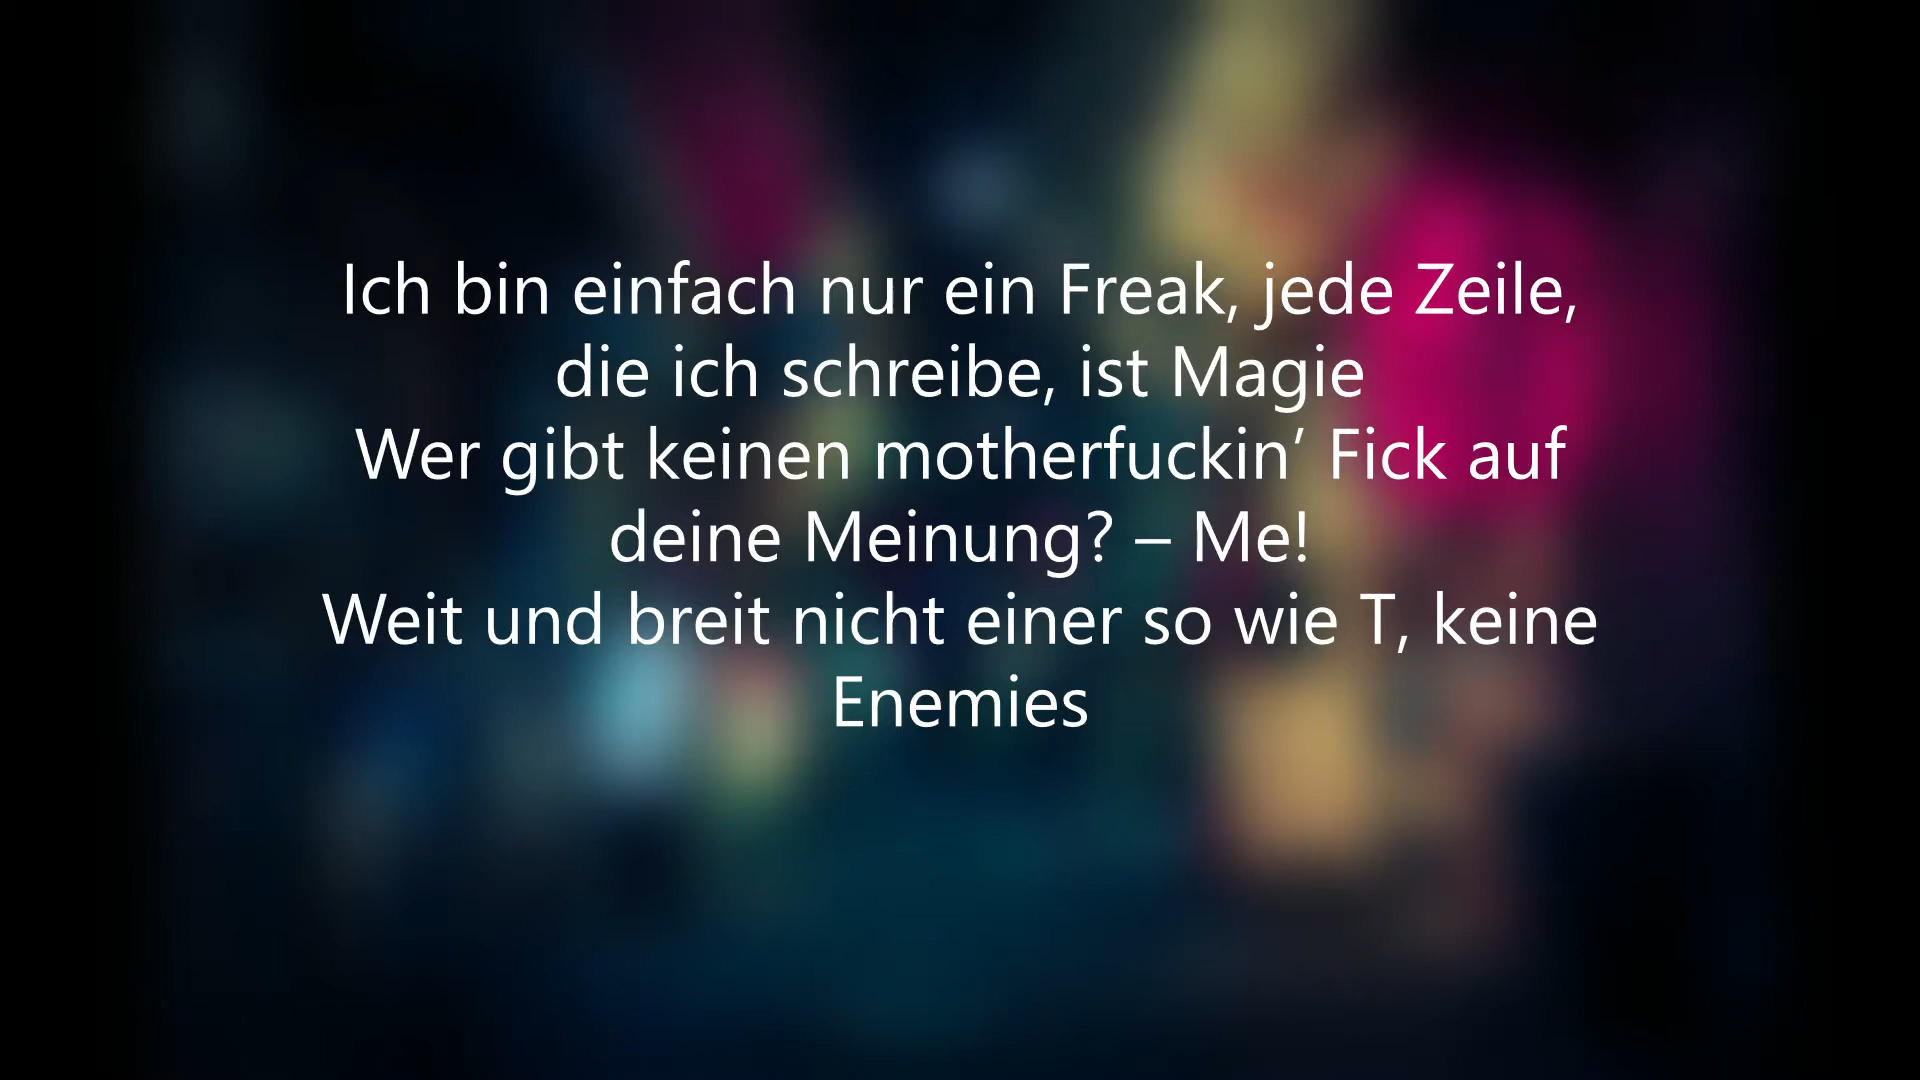 Ich bin einfach nur ein Freak, jede Zeile,
die ich schreibe, ist Magie
Wer gibt keinen motherfuckin’ Fick auf
deine Meinung? – Me!
Weit und breit nicht einer so wie T, keine
Enemies